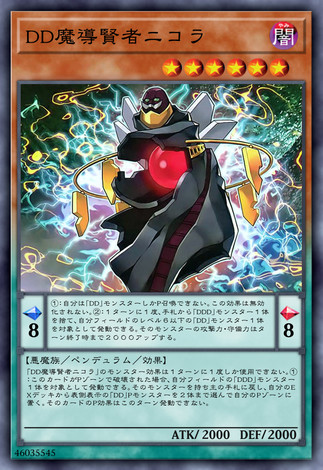 DD魔導賢者ニコラ
闇
やみ
①:自分は「DD」モンスターしかP召喚できない。この効果は無効
化されない。②:1ターンに1度、手札から「DDD」モンスター1体
を捨て、自分フィールドのレベル6以下の「DD」モンスター1体
を対象として発動できる。そのモンスターの攻撃力・守備力はター
ン終了時まで2000アップする。
8
8
【悪魔族/ペンデュラム/効果】
「DD魔導賢者ニコラ」のモンスター効果は1ターンに1度しか使用できない。①
:このカードがPゾーンで破壊された場合、自分フィールドの「DDD」モンスタ
ー1体を対象として発動できる。そのモンスターを持ち主の手札に戻し、自分のE
Xデッキから表側表示の「DD」Pモンスターを2体まで選んで自分のPゾーンに
置く。そのカードのP効果はこのターン発動できない。
ATK/2000 DEF/2000
46035545